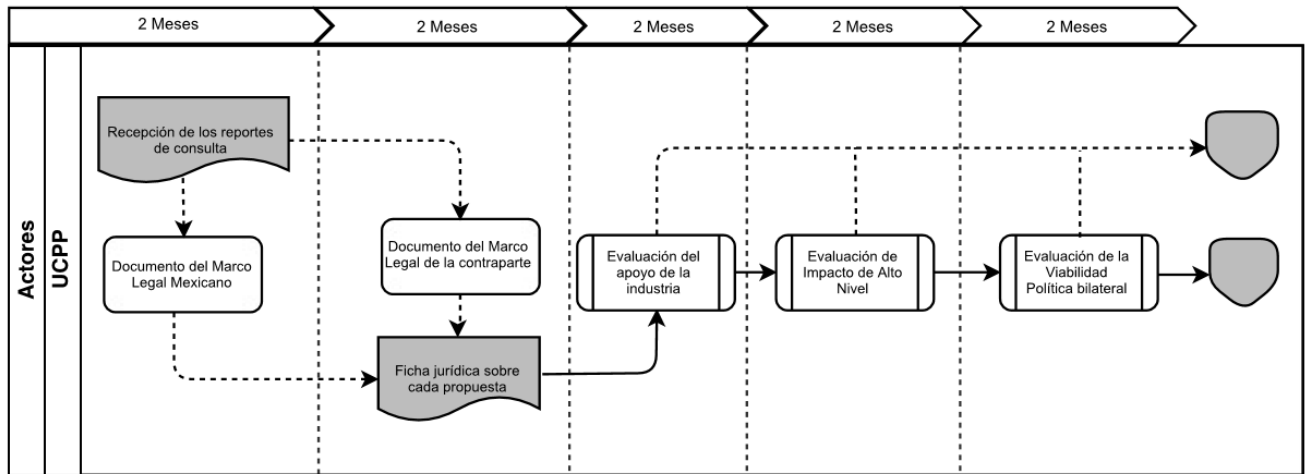 2 Meses
2 Meses
2 Meses
2 Meses
2 Meses
Actores
UCPP
Recepción de los reportes
de consulta
Documento del Marco
Legal Mexicano
Documento del Marco
Legal de la contraparte
Ficha jurídica sobre
cada propuesta
Evaluación del
apoyo de la
industria
Evaluación de
Impacto de Alto
Nivel
Evaluación de la
Viabilidad
Política bilateral